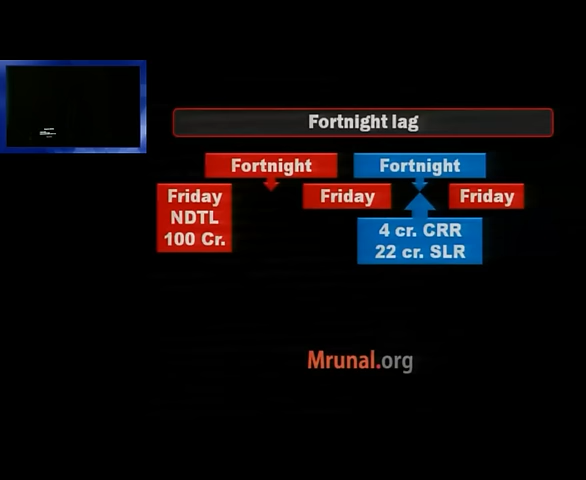 Fortnight lag
Fortnight
Fortnight
Friday
NDTL
100 Cr.
Friday
Friday
4 cr. CRR
22 cr. SLR
Mrunal.org